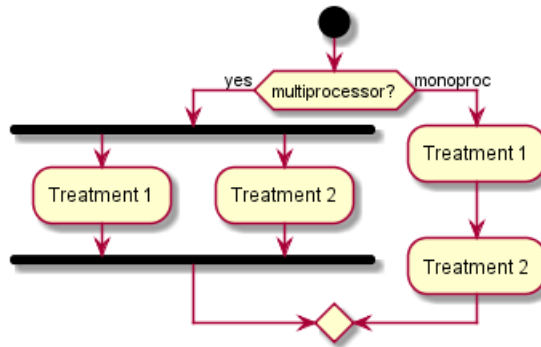 yes
multiprocessor?
monoproc
Treatment 1
Treatment 2
Treatment 1
Treatment 2